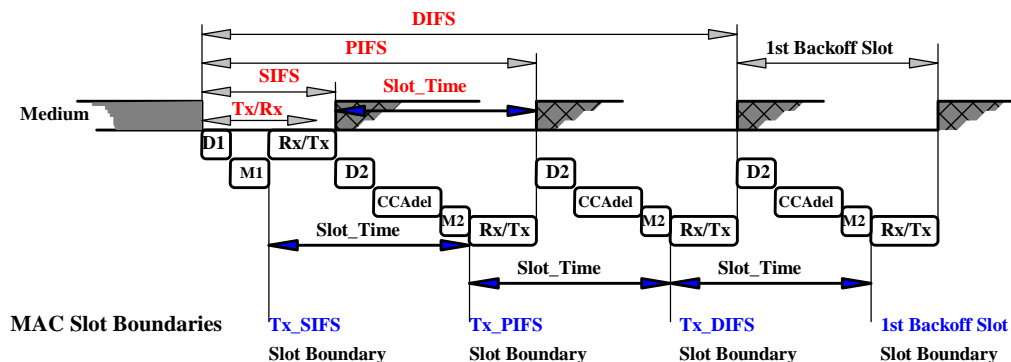 DIFS
PIFS
1st Backoff Slot
SIFS
Slot_Time
Medium
Tx/Rx
D1
Rx/Tx
M1
D2
D2
D2
CCAdel
CCAdel
CCAdel
M2
M2
M2
Rx/Tx
Rx/Tx
Rx/Tx
Slot_Time
Slot_Time
Slot_Time
MAC Slot Boundaries
Tx_SIFS
Tx_PIFS
Tx_DIFS
1st Backoff Slot
Slot Boundary
Slot Boundary
Slot Boundary
Slot Boundary